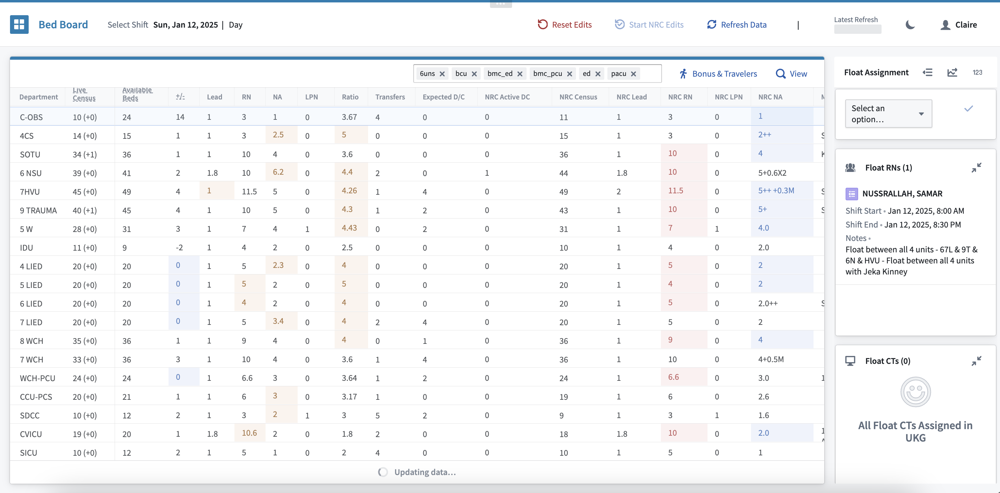 Bed Board Select Shift Sun, Jan 12, 2025 | Day Reset Edits Start NRC Edits Refresh Data | Latest Refresh Claire
6uns bcu bmc_ed bmc_pcu ed pacu Bonus & Travelers View
Department Live Census Available Beds +/- Lead RN NA LPN Ratio Transfers Expected D/C NRC Active DC NRC Census NRC Lead NRC RN NRC LPN NRC NA
C-OBS 10 (+0) 24 14 1 3 1 0 3.67 4 0 0 11 1 3 0 1
4CS 14 (+0) 15 1 1 3 2.5 0 5 0 0 0 15 1 3 0 2++
SOTU 34 (+1) 36 1 1 10 4 0 3.6 0 0 0 36 1 10 0 4
6 NSU 39 (+0) 41 2 1.8 10 6.2 0 4.4 2 0 1 44 1.8 10 0 5+0.6X2
7HVU 45 (+0) 49 4 1 11.5 5 0 4.26 1 4 0 49 2 11.5 0 5++ +0.3M
9 TRAUMA 40 (+1) 45 4 1 10 5 0 4.3 1 2 0 43 1 10 0 5+
5 W 28 (+0) 31 3 1 7 4 1 4.43 0 2 0 31 1 7 1 4.0
IDU 11 (+0) 9 -2 1 4 2 0 2.5 0 0 0 10 1 4 0 2.0
4 LIED 20 (+0) 20 0 1 5 2.3 0 4 0 0 0 20 1 5 0 2
5 LIED 20 (+0) 20 0 1 5 2 0 5 0 0 0 20 1 4 0 2
6 LIED 20 (+0) 20 0 1 4 2 0 4 0 0 0 20 1 5 0 2.0++
7 LIED 20 (+0) 20 0 1 5 3.4 0 4 2 4 0 20 1 5 0 2
8 WCH 35 (+0) 36 1 1 9 4 0 4 0 1 0 36 1 9 0 4
7 WCH 33 (+0) 36 3 1 10 4 0 3.6 1 4 0 36 1 10 0 4+0.5M
WCH-PCU 24 (+0) 24 0 1 6.6 3 0 3.64 1 2 0 24 1 6.6 0 3.0
CCU-PCS 20 (+0) 21 1 1 6 3 0 3.17 1 0 0 19 1 6 0 2.6
SDCC 10 (+0) 12 2 1 3 2 1 3 5 2 0 9 1 3 1 1.6
CVICU 19 (+0) 20 1 1.8 10.6 2 0 1.8 2 0 0 18 1.8 10 0 2.0
SICU 10 (+0) 12 2 1 5 1 0 2 4 0 0 10 1 5 0 1
Updating data...
Float Assignment 123
Select an
option...
Float RNs (1)
NUSSRALLAH, SAMAR
Shift Start • Jan 12, 2025, 8:00 AM
Shift End • Jan 12, 2025, 8:30 PM
Notes •
Float between all 4 units - 67L & 9T &
6N & HVU - Float between all 4 units
with Jeka Kinney
Float CTs (0)
All Float CTs Assigned in
UKG